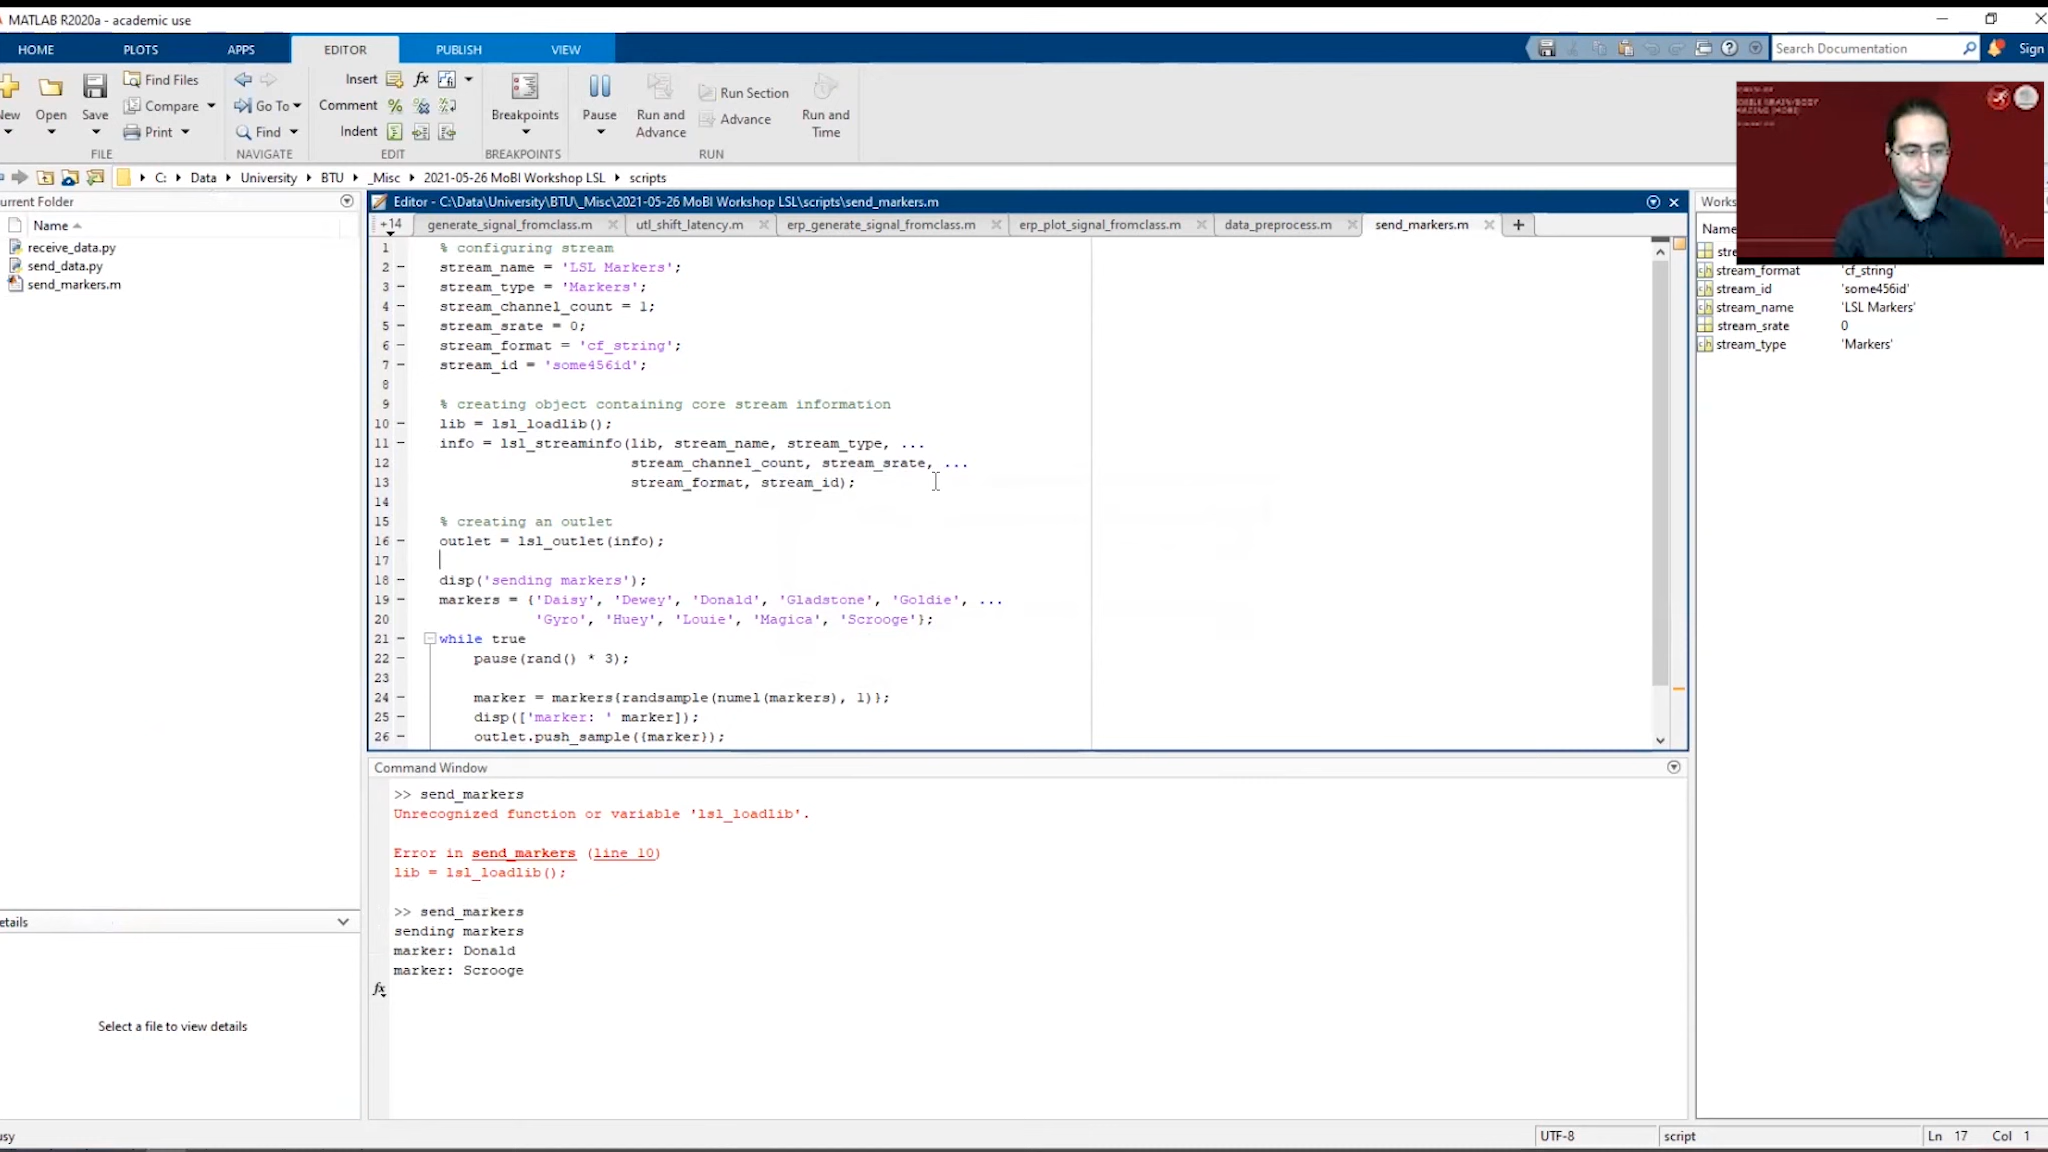 MATLAB R2020a - academic use
HOME PLOTS APPS EDITOR PUBLISH VIEW
Search Documentation
Sign
New Open Save
Find Files
Compare
Print
FILE
Go To
Find
NAVIGATE
Insert
Comment
Indent
EDIT
Breakpoints
BREAKPOINTS
Pause
Run and Advance
Run Section
Advance
Run and Time
RUN
C: Data University BTU _Misc 2021-05-26 MoBI Workshop LSL scripts
urrent Folder
Name
receive_data.py
send_data.py
send_markers.m
etails
Select a file to view details
Editor - C:\Data\University\BTU\_Misc\2021-05-26 MoBI Workshop LSL\scripts\send_markers.m
+14 generate_signal_fromclass.m utl_shift_latency.m erp_generate_signal_fromclass.m erp_plot_signal_fromclass.m data_preprocess.m send_markers.m
1 % configuring stream
2 - stream_name = 'LSL Markers';
3 - stream_type = 'Markers';
4 - stream_channel_count = 1;
5 - stream_srate = 0;
6 - stream_format = 'cf_string';
7 - stream_id = 'some456id';
8
9 % creating object containing core stream information
10 - lib = lsl_loadlib();
11 - info = lsl_streaminfo(lib, stream_name, stream_type, ...
12 stream_channel_count, stream_srate, ...
13 stream_format, stream_id);
14
15 % creating an outlet
16 - outlet = lsl_outlet(info);
17
18 - disp('sending markers');
19 - markers = {'Daisy', 'Dewey', 'Donald', 'Gladstone', 'Goldie', ...
20 'Gyro', 'Huey', 'Louie', 'Magica', 'Scrooge'};
21 - while true
22 - pause(rand() * 3);
23
24 - marker = markers{randsample(numel(markers), 1)};
25 - disp(['marker: ' marker]);
26 - outlet.push_sample({marker});
Command Window
>> send_markers
Unrecognized function or variable 'lsl_loadlib'.
Error in send_markers (line 10)
lib = lsl_loadlib();
>> send_markers
sending markers
marker: Donald
marker: Scrooge
fx
Works
Name
stre
stream_format 'cf_string'
stream_id 'some456id'
stream_name 'LSL Markers'
stream_srate 0
stream_type 'Markers'
usy
UTF-8 script Ln 17 Col 1